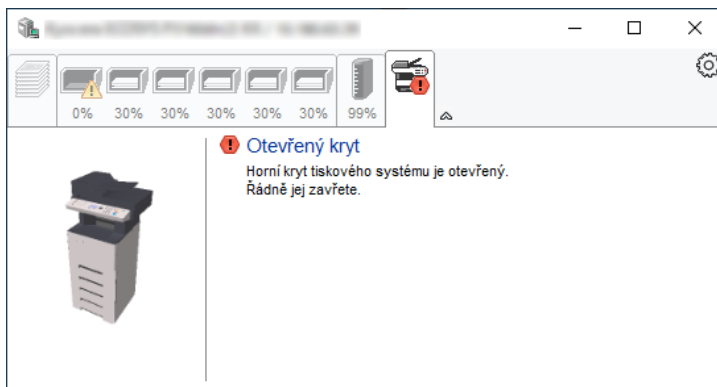 0% 30% 30% 30% 30% 30% 99%
Otevřený kryt
Horní kryt tiskového systému je otevřený.
Řádně jej zavřete.